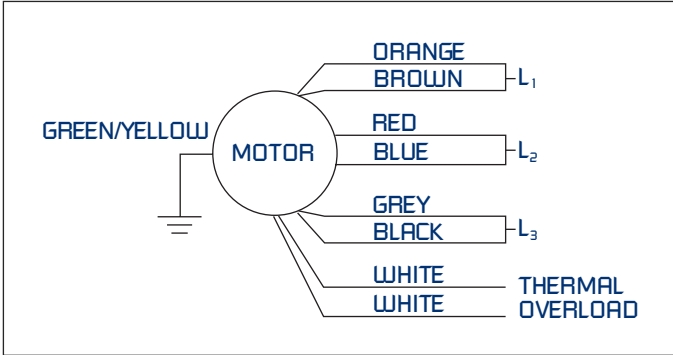 ORANGE
BROWN
L₁
GREEN/YELLOW
MOTOR
RED
BLUE
L₂
GREY
BLACK
L₃
WHITE
WHITE
THERMAL
OVERLOAD